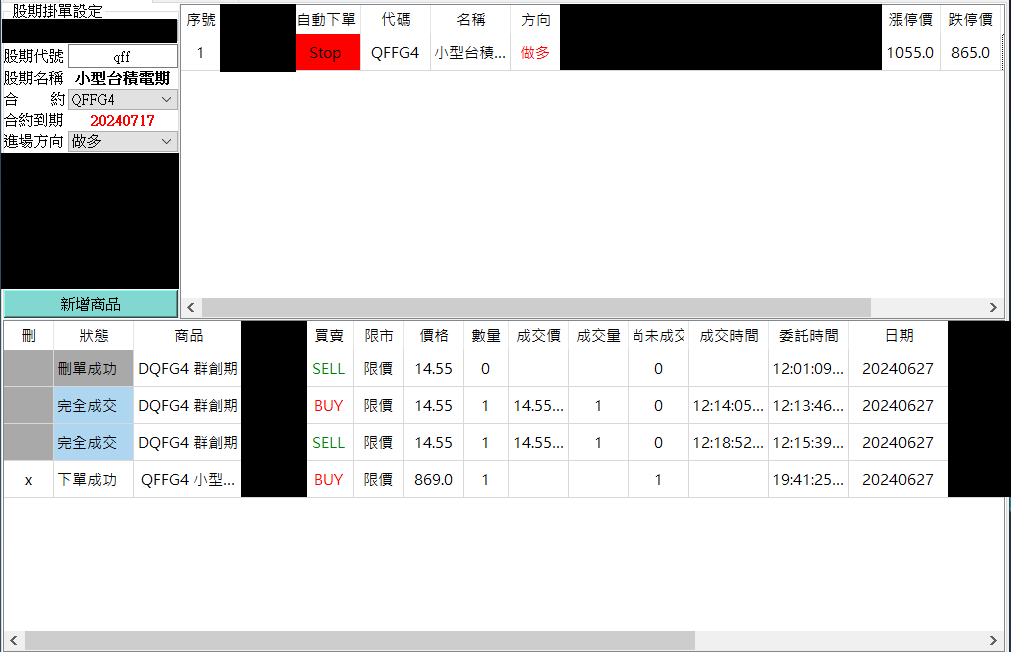 股期掛單設定
股期代號 qff
股期名稱 小型台積電期
合 約 QFFG4
合約到期 20240717
進場方向 做多
新增商品
序號 自動下單 代碼 名稱 方向 漲停價 跌停價
1 Stop QFFG4 小型台積... 做多 1055.0 865.0
刪 狀態 商品 買賣 限市 價格 數量 成交價 成交量 尚未成交 成交時間 委託時間 日期
刪單成功 DQFG4 群創期 SELL 限價 14.55 0 0 12:01:09... 20240627
完全成交 DQFG4 群創期 BUY 限價 14.55 1 14.55... 1 0 12:14:05... 12:13:46... 20240627
完全成交 DQFG4 群創期 SELL 限價 14.55 1 14.55... 1 0 12:18:52... 12:15:39... 20240627
x 下單成功 QFFG4 小型... BUY 限價 869.0 1 1 19:41:25... 20240627